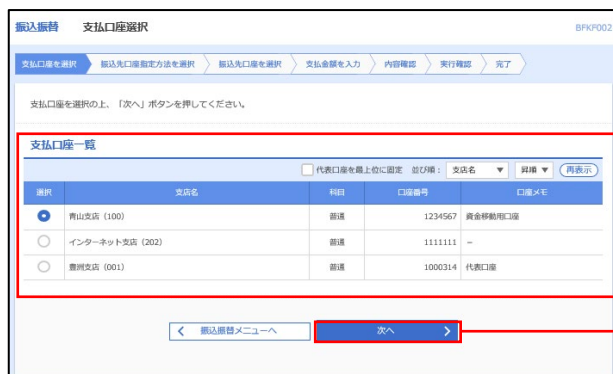 振込振替 支払口座選択 BFKF002
支払口座を選択 振込先口座指定方法を選択 振込先口座を選択 支払金額を入力 内容確認 実行確認 完了
支払口座を選択の上、「次へ」ボタンを押してください。
支払口座一覧
代表口座を最上位に固定 並び順： 支店名 ▼ 昇順 ▼ 再表示
選択 支店名 科目 口座番号 口座メモ
青山支店（100） 普通 1234567 資金移動用口座
インターネット支店（202） 普通 1111111 －
豊洲支店（001） 普通 1000314 代表口座
振込振替メニューへ 次へ